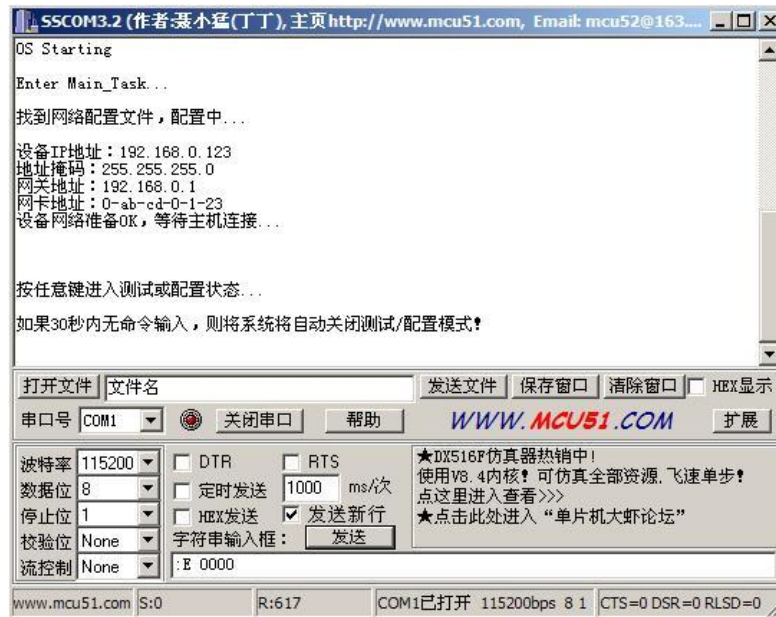 SSCOM3.2 (作者:聂小猛(丁丁), 主页http://www.mcu51.com, Email: mcu52@163....
OS Starting
Enter Main_Task...
找到网络配置文件，配置中...
设备IP地址：192.168.0.123
地址掩码：255.255.255.0
网关地址：192.168.0.1
网卡地址：0-ab-cd-0-1-23
设备网络准备OK，等待主机连接...
按任意键进入测试或配置状态...
如果30秒内无命令输入，则将系统将自动关闭测试/配置模式！
打开文件 文件名 发送文件 保存窗口 清除窗口 HEX显示
串口号 COM1 关闭串口 帮助 WWW.MCU51.COM 扩展
波特率 115200 DTR RTS
数据位 8 定时发送 1000 ms/次
停止位 1 HEX发送 发送新行
校验位 None 字符串输入框： 发送
流控制 None :E 0000
★DX516F仿真器热销中!
使用V8.4内核! 可仿真全部资源,飞速单步!
点这里进入查看>>>
★点击此处进入“单片机大虾论坛”
www.mcu51.com S:0 R:617 COM1已打开 115200bps 8 1 CTS=0 DSR=0 RLSD=0